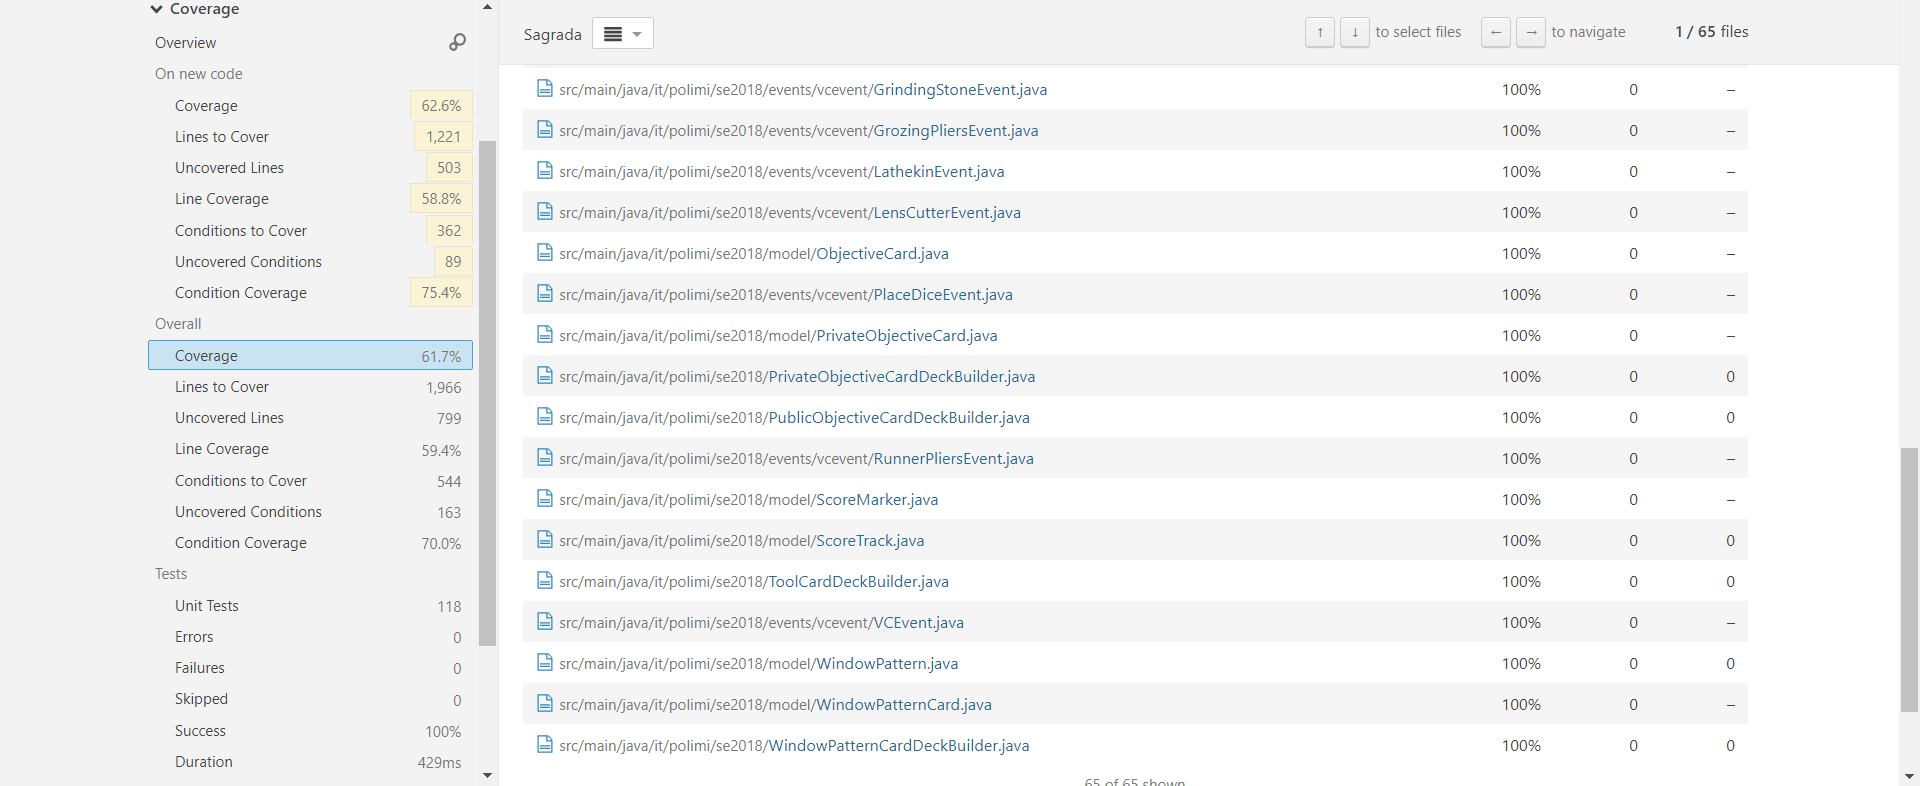 Coverage
Overview
On new code
Coverage 62.6%
Lines to Cover 1,221
Uncovered Lines 503
Line Coverage 58.8%
Conditions to Cover 362
Uncovered Conditions 89
Condition Coverage 75.4%
Overall
Coverage 61.7%
Lines to Cover 1,966
Uncovered Lines 799
Line Coverage 59.4%
Conditions to Cover 544
Uncovered Conditions 163
Condition Coverage 70.0%
Tests
Unit Tests 118
Errors 0
Failures 0
Skipped 0
Success 100%
Duration 429ms
Sagrada ↑ ↓ to select files ← → to navigate 1 / 65 files
src/main/java/it/polimi/se2018/events/vcevent/GrindingStoneEvent.java 100% 0 –
src/main/java/it/polimi/se2018/events/vcevent/GrozingPliersEvent.java 100% 0 –
src/main/java/it/polimi/se2018/events/vcevent/LathekinEvent.java 100% 0 –
src/main/java/it/polimi/se2018/events/vcevent/LensCutterEvent.java 100% 0 –
src/main/java/it/polimi/se2018/model/ObjectiveCard.java 100% 0 –
src/main/java/it/polimi/se2018/events/vcevent/PlaceDiceEvent.java 100% 0 –
src/main/java/it/polimi/se2018/model/PrivateObjectiveCard.java 100% 0 –
src/main/java/it/polimi/se2018/PrivateObjectiveCardDeckBuilder.java 100% 0 0
src/main/java/it/polimi/se2018/PublicObjectiveCardDeckBuilder.java 100% 0 0
src/main/java/it/polimi/se2018/events/vcevent/RunnerPliersEvent.java 100% 0 –
src/main/java/it/polimi/se2018/model/ScoreMarker.java 100% 0 –
src/main/java/it/polimi/se2018/model/ScoreTrack.java 100% 0 0
src/main/java/it/polimi/se2018/ToolCardDeckBuilder.java 100% 0 0
src/main/java/it/polimi/se2018/events/vcevent/VCEvent.java 100% 0 –
src/main/java/it/polimi/se2018/model/WindowPattern.java 100% 0 0
src/main/java/it/polimi/se2018/model/WindowPatternCard.java 100% 0 –
src/main/java/it/polimi/se2018/WindowPatternCardDeckBuilder.java 100% 0 0
65 of 65 shown